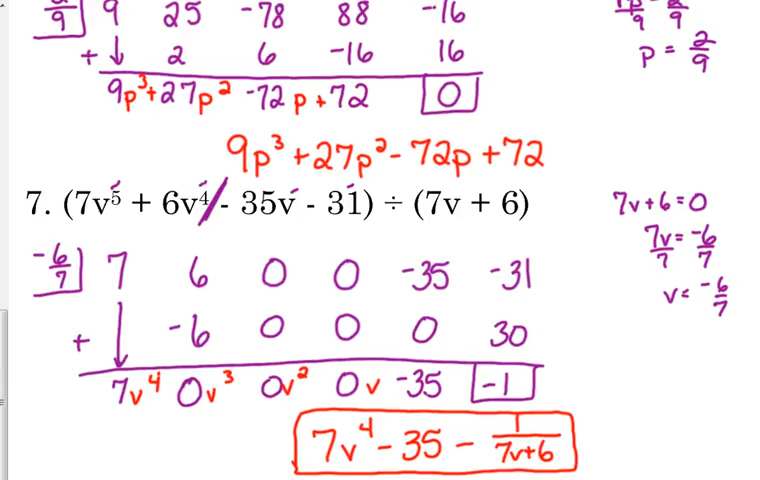 2/9 9 25 -78 88 -16
+ ↓ 2 6 -16 16
9p³+27p² -72p +72 0
p = 2/9
9p³ +27p² - 72p +72
7. (7v⁵ + 6v⁴ - 35v - 31) ÷ (7v + 6)
7v+6=0
7v/7 = -6/7
v = -6/7
-6/7 7 6 0 0 -35 -31
+ ↓ -6 0 0 0 30
7v⁴ 0v³ 0v² 0v -35 -1
7v⁴ - 35 - 1/(7v+6)